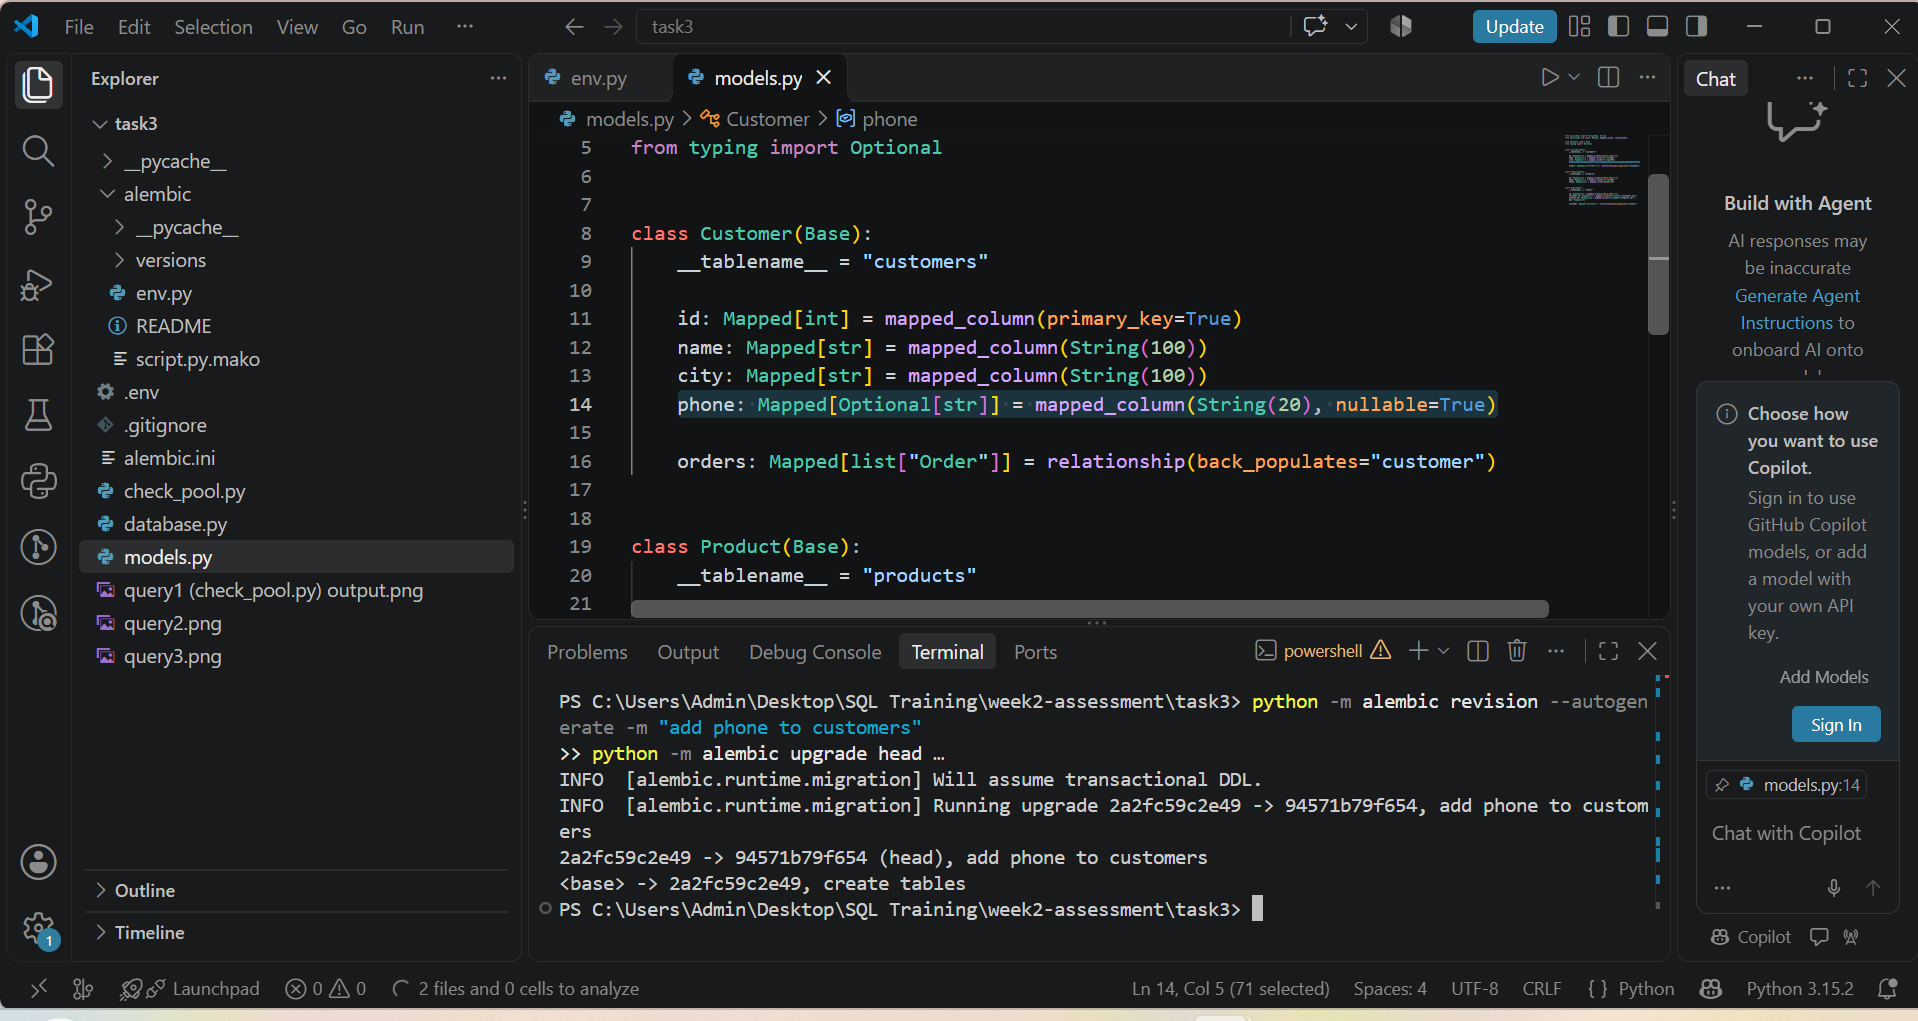 File Edit Selection View Go Run ···
task3
Update
Explorer
task3
__pycache__
alembic
__pycache__
versions
env.py
README
script.py.mako
.env
.gitignore
alembic.ini
check_pool.py
database.py
models.py
query1 (check_pool.py) output.png
query2.png
query3.png
Outline
Timeline
env.py
models.py
models.py > Customer > phone
5 from typing import Optional
6
7
8 class Customer(Base):
9 __tablename__ = "customers"
10
11 id: Mapped[int] = mapped_column(primary_key=True)
12 name: Mapped[str] = mapped_column(String(100))
13 city: Mapped[str] = mapped_column(String(100))
14 phone: Mapped[Optional[str]] = mapped_column(String(20), nullable=True)
15
16 orders: Mapped[list["Order"]] = relationship(back_populates="customer")
17
18
19 class Product(Base):
20 __tablename__ = "products"
21
Problems Output Debug Console Terminal Ports
powershell
PS C:\Users\Admin\Desktop\SQL Training\week2-assessment\task3> python -m alembic revision --autogen
erate -m "add phone to customers"
>> python -m alembic upgrade head …
INFO  [alembic.runtime.migration] Will assume transactional DDL.
INFO  [alembic.runtime.migration] Running upgrade 2a2fc59c2e49 -> 94571b79f654, add phone to custom
ers
2a2fc59c2e49 -> 94571b79f654 (head), add phone to customers
<base> -> 2a2fc59c2e49, create tables
PS C:\Users\Admin\Desktop\SQL Training\week2-assessment\task3>
Chat
Build with Agent
AI responses may
be inaccurate
Generate Agent
Instructions to
onboard AI onto
Choose how
you want to use
Copilot.
Sign in to use
GitHub Copilot
models, or add
a model with
your own API
key.
Add Models
Sign In
models.py:14
Chat with Copilot
Copilot
1
Launchpad
0 0
2 files and 0 cells to analyze
Ln 14, Col 5 (71 selected)
Spaces: 4
UTF-8
CRLF
{ } Python
Python 3.15.2